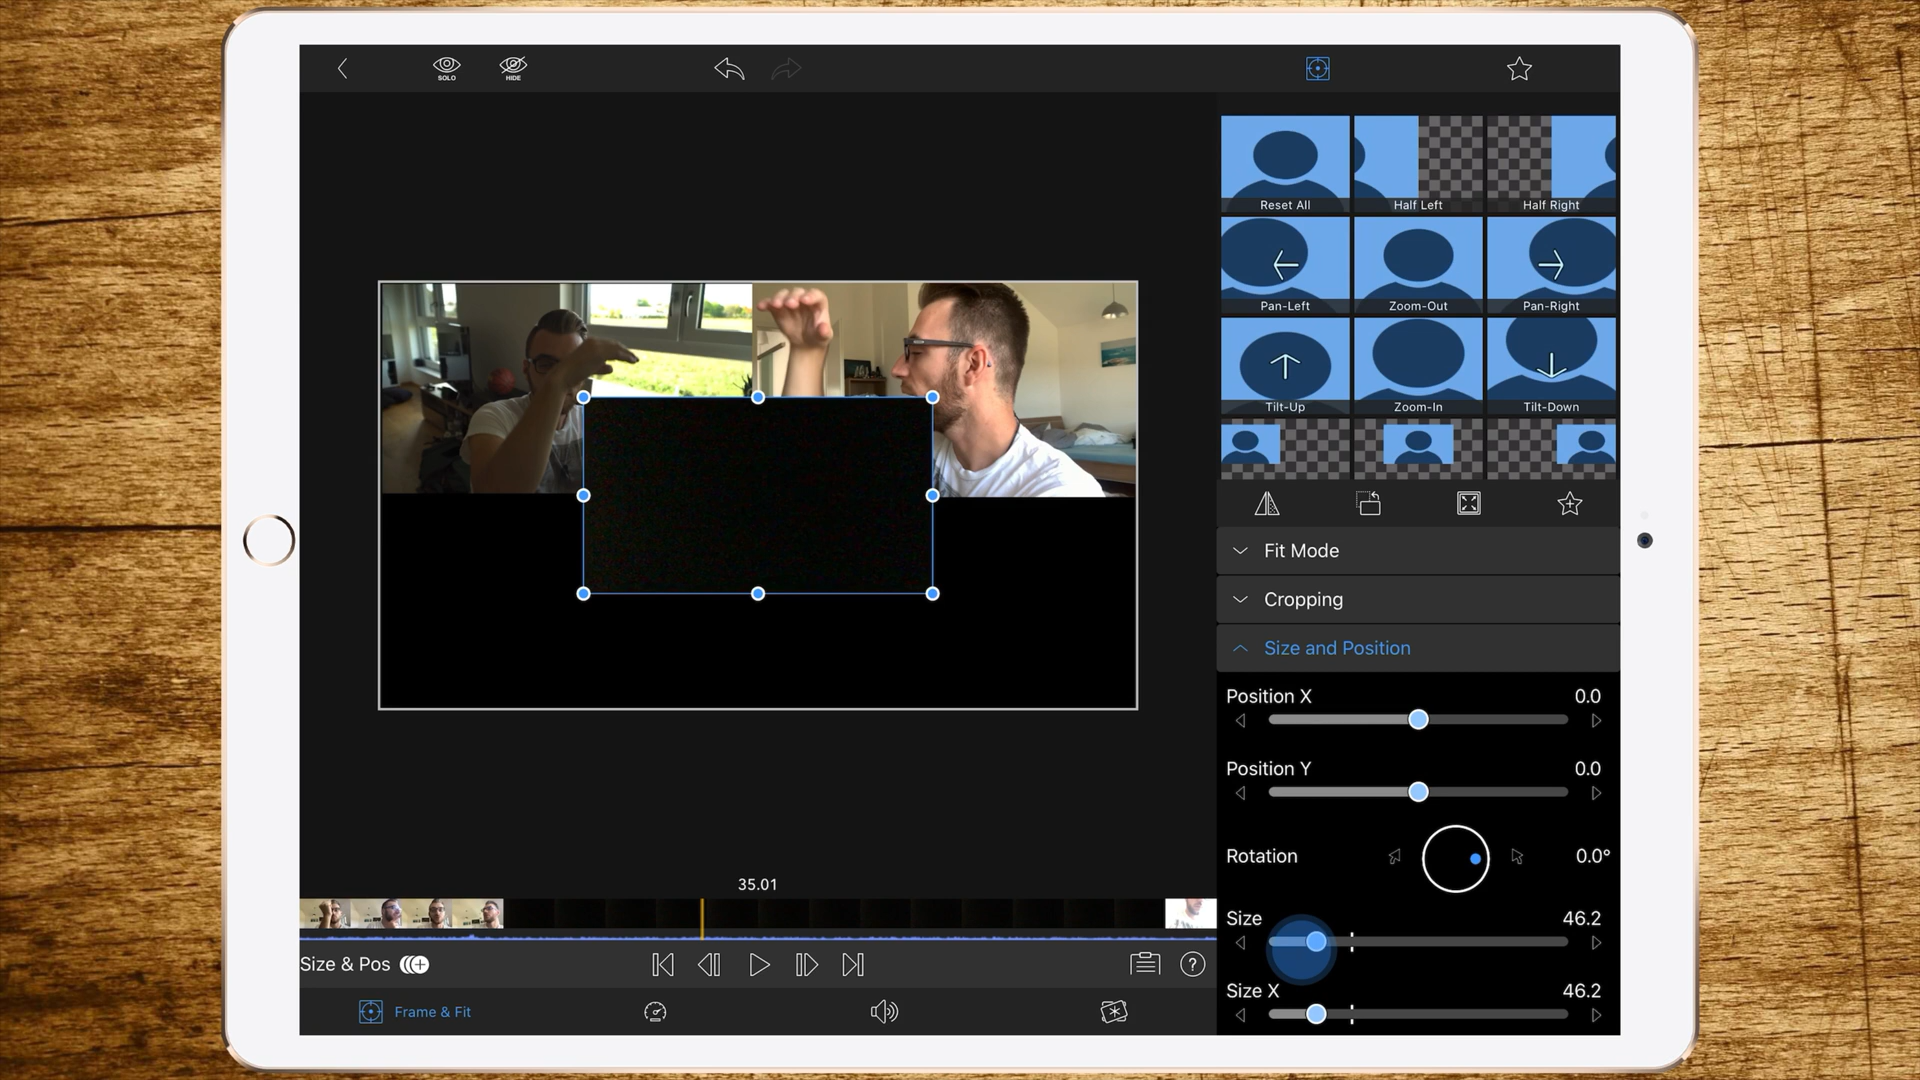 SOLO
HIDE
Reset All
Half Left
Half Right
Pan-Left
Zoom-Out
Pan-Right
Tilt-Up
Zoom-In
Tilt-Down
Fit Mode
Cropping
Size and Position
Position X 0.0
Position Y 0.0
Rotation 0.0°
Size 46.2
Size X 46.2
35.01
Size & Pos
?
Frame & Fit